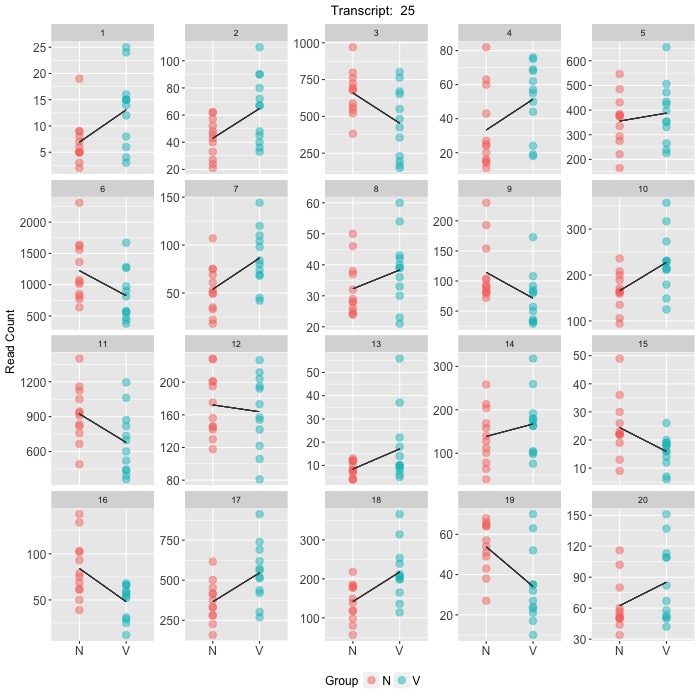 Transcript: 25
1 2 3 4 5
25 20 15 10 5
100 80 60 40 20
1000 750 500 250
80 60 40 20
600 500 400 300 200
6 7 8 9 10
2000 1500 1000 500
150 100 50
60 50 40 30 20
200 150 100 50
300 200 100
Read Count
11 12 13 14 15
1200 900 600
200 160 120 80
50 40 30 20 10
300 200 100
50 40 30 20 10
16 17 18 19 20
100 50
750 500 250
300 200 100
60 40 20
150 120 90 60 30
N V N V N V N V N V
Group N V